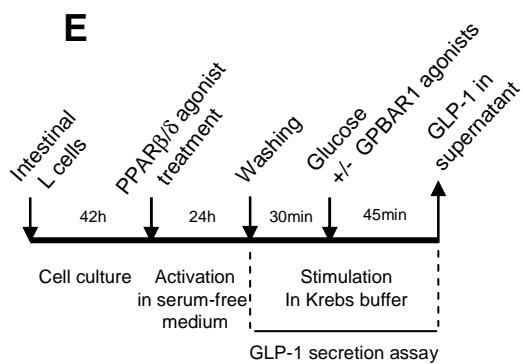 E
Intestinal
L cells
PPARβ/δ agonist
treatment
Washing
Glucose
+/- GPBAR1 agonists
GLP-1 in
supernatant
42h
24h
30min
45min
Cell culture
Activation
in serum-free
medium
Stimulation
In Krebs buffer
GLP-1 secretion assay